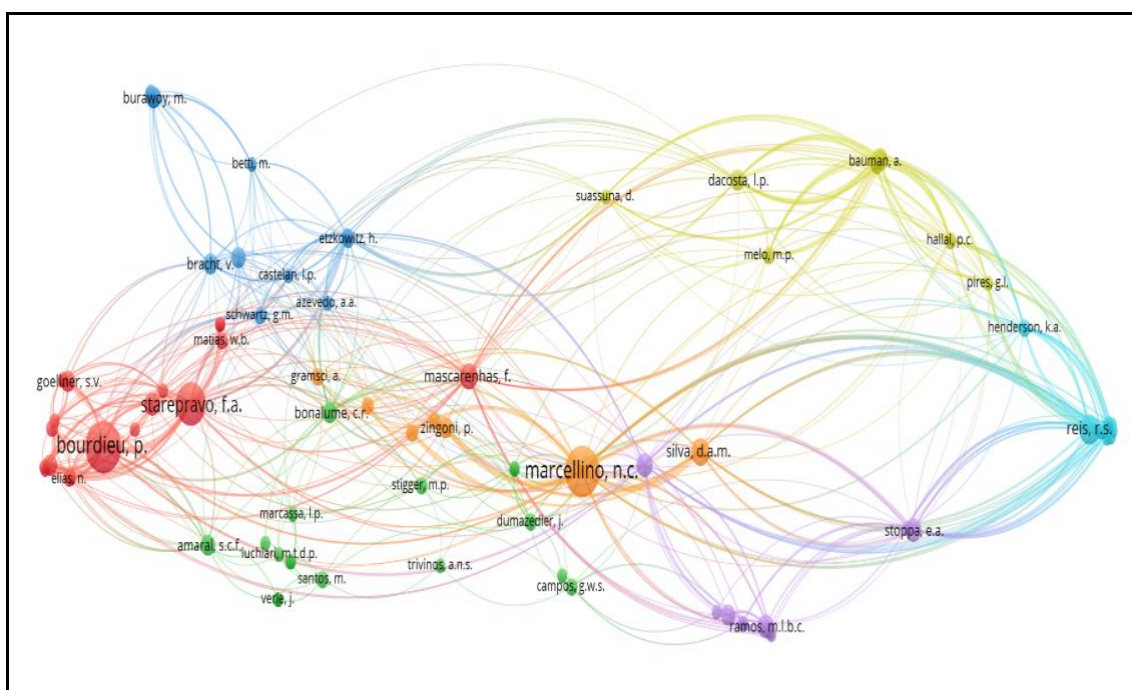 burawoy, m.
betti, m.
bauman, a.
dacosta, l.p.
suassuna, d.
etzkowitz, h.
hallal, p.c.
melo, m.p.
bracht, v.
castelan, l.p.
pires, g.l.
azevedo, a.a.
schwartz, g.m.
henderson, k.a.
matias, w.b.
goellner, s.v.
gramsci, a.
mascarenhas, f.
starepravo, f.a.
bonalume, c.r.
zingoni, p.
reis, r.s.
bourdieu, p.
silva, d.a.m.
marcellino, n.c.
elias, n.
stigger, m.p.
marcassa, l.p.
dumazedier, j.
stoppa, e.a.
amaral, s.c.f.
luchiari, m.t.d.p.
trivinos, a.n.s.
santos, m.
campos, g.w.s.
verle, j.
ramos, m.l.b.c.